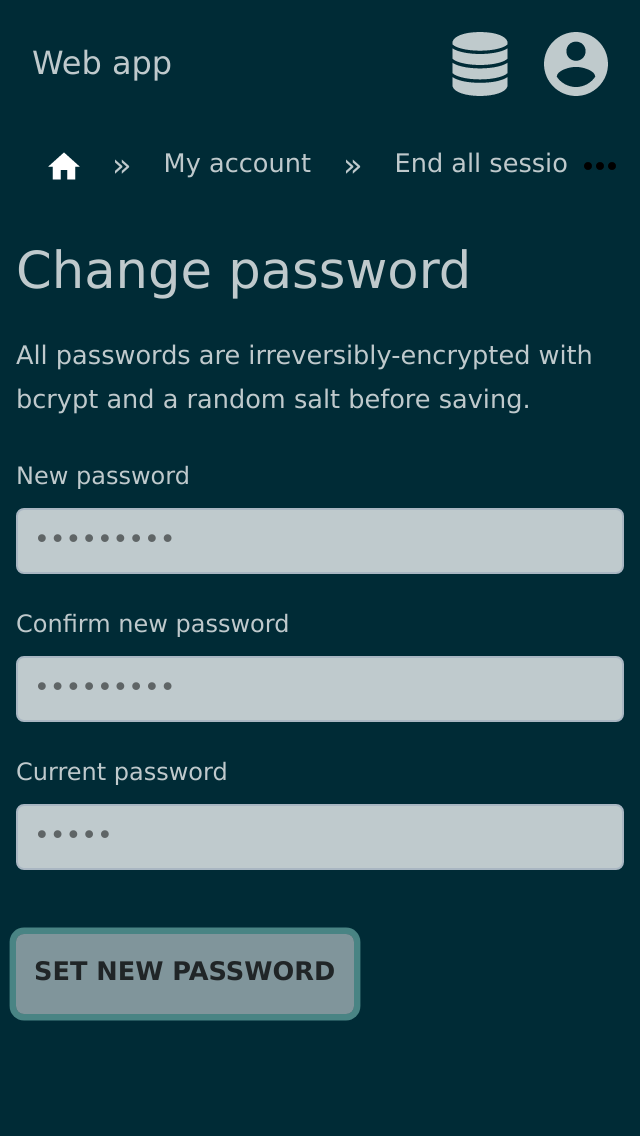 Web app
» My account » End all sessio •••
Change password
All passwords are irreversibly-encrypted with
bcrypt and a random salt before saving.
New password
•••••••••
Confirm new password
•••••••••
Current password
•••••
SET NEW PASSWORD